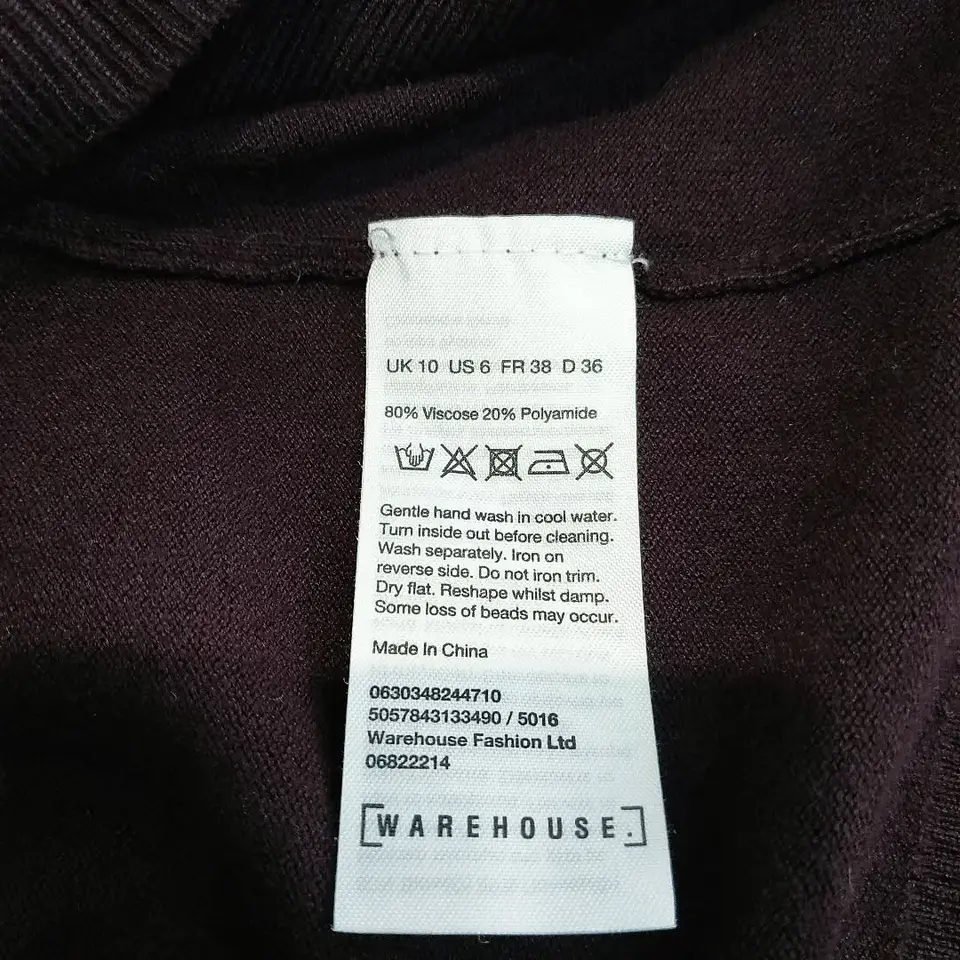 UK 10 US 6 FR 38 D 36
80% Viscose 20% Polyamide
Gentle hand wash in cool water.
Turn inside out before cleaning.
Wash separately. Iron on
reverse side. Do not iron trim.
Dry flat. Reshape whilst damp.
Some loss of beads may occur.
Made In China
0630348244710
5057843133490 / 5016
Warehouse Fashion Ltd
06822214
[WAREHOUSE.]